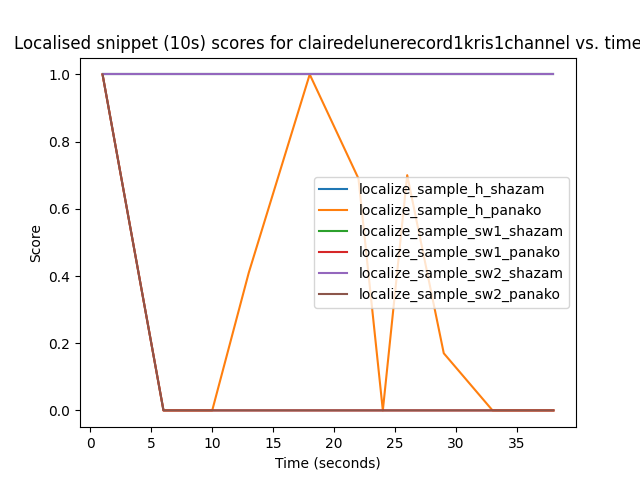 Localised snippet (10s) scores for clairedelunerecord1kris1channel vs. time
1.0
0.8
0.6
0.4
0.2
0.0
Score
localize_sample_h_shazam
localize_sample_h_panako
localize_sample_sw1_shazam
localize_sample_sw1_panako
localize_sample_sw2_shazam
localize_sample_sw2_panako
0 5 10 15 20 25 30 35
Time (seconds)